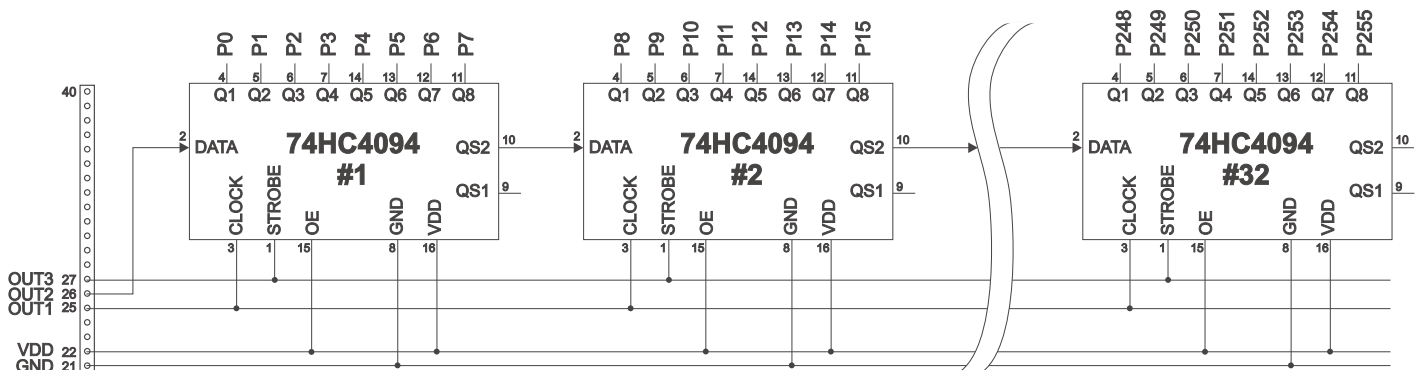 P0 P1 P2 P3 P4 P5 P6 P7 P8 P9 P10 P11 P12 P13 P14 P15 P248 P249 P250 P251 P252 P253 P254 P255
40 4 5 6 7 14 13 12 11 4 5 6 7 14 13 12 11 4 5 6 7 14 13 12 11
Q1 Q2 Q3 Q4 Q5 Q6 Q7 Q8 Q1 Q2 Q3 Q4 Q5 Q6 Q7 Q8 Q1 Q2 Q3 Q4 Q5 Q6 Q7 Q8
2 DATA 74HC4094 QS2 10 2 DATA 74HC4094 QS2 10 2 DATA 74HC4094 QS2 10
#1 QS1 9 #2 QS1 9 #32 QS1 9
CLOCK STROBE OE GND VDD CLOCK STROBE OE GND VDD CLOCK STROBE OE GND VDD
3 1 15 8 16 3 1 15 8 16 3 1 15 8 16
OUT3 27
OUT2 26
OUT1 25
VDD 22
GND 21